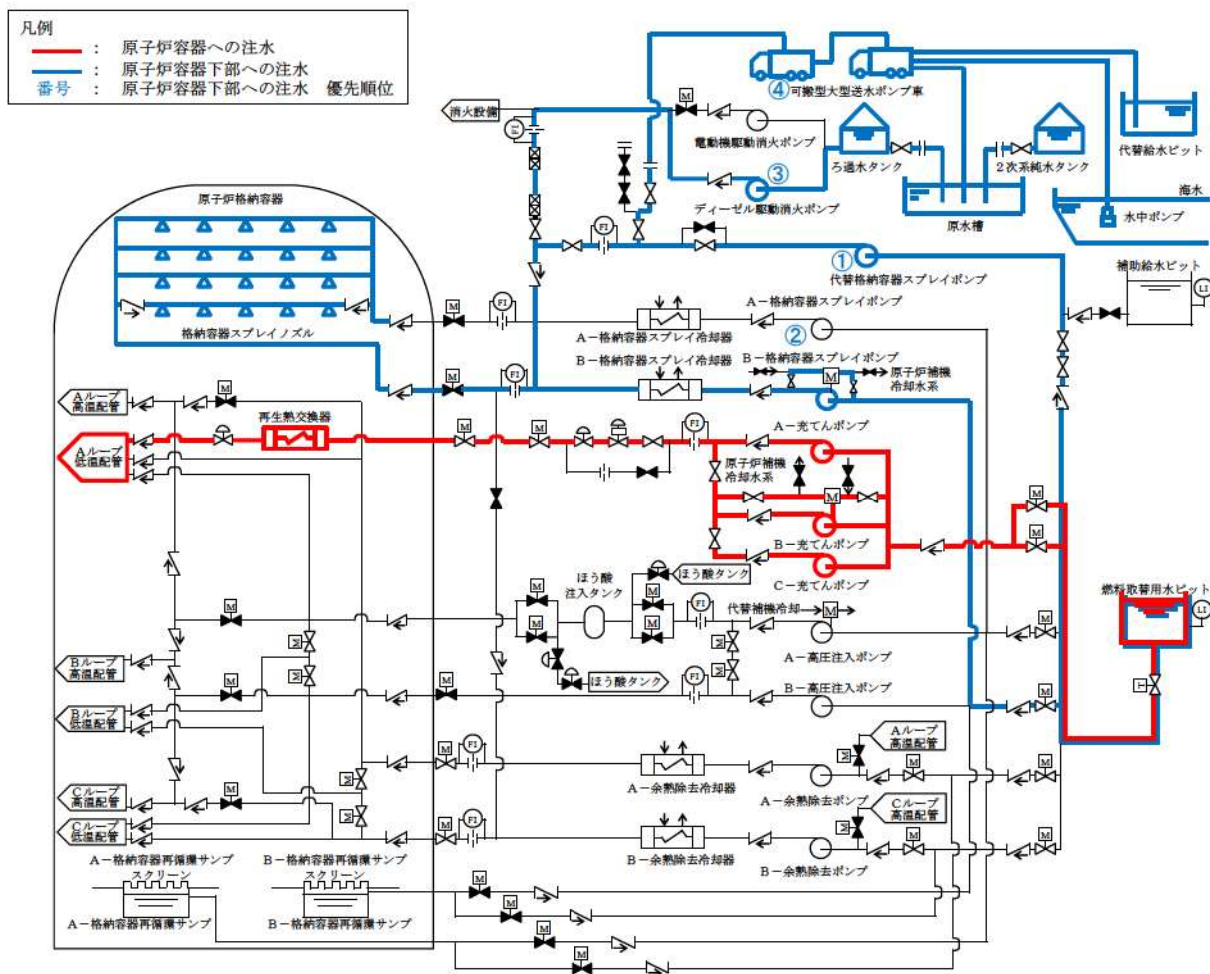 凡例
： 原子炉容器への注水
： 原子炉容器下部への注水
番号 ： 原子炉容器下部への注水 優先順位
④可搬型大型送水ポンプ車
消火設備
M
FI
電動機駆動消火ポンプ
ろ過水タンク
2次系純水タンク
代替給水ピット
③
ディーゼル駆動消火ポンプ
原水槽
海水
水中ポンプ
原子炉格納容器
FI
①
代替格納容器スプレイポンプ
補助給水ピット
LI
M
FI
A－格納容器スプレイポンプ
格納容器スプレイノズル
A－格納容器スプレイ冷却器
②
B－格納容器スプレイ冷却器
B－格納容器スプレイポンプ
M
FI
M
原子炉補機
冷却水系
Aループ
高温配管
M
再生熱交換器
A－充てんポンプ
Aループ
低温配管
M
M
FI
原子炉補機
冷却水系
M
M
B－充てんポンプ
M
C－充てんポンプ
ほう酸
注入タンク
ほう酸タンク
燃料取替用水ピット
LI
M
M
M
FI
代替補機冷却
M
M
M
M
M
A－高圧注入ポンプ
M
Bループ
高温配管
M
M
ほう酸タンク
FI
B－高圧注入ポンプ
M
T
Bループ
低温配管
M
M
Aループ
高温配管
M
FI
M
M
M
M
A－余熱除去冷却器
A－余熱除去ポンプ
Cループ
高温配管
M
M
Cループ
高温配管
Cループ
低温配管
M
FI
M
M
M
B－余熱除去冷却器
B－余熱除去ポンプ
A－格納容器再循環サンプ
スクリーン
B－格納容器再循環サンプ
スクリーン
M
M
A－格納容器再循環サンプ
B－格納容器再循環サンプ
M
M